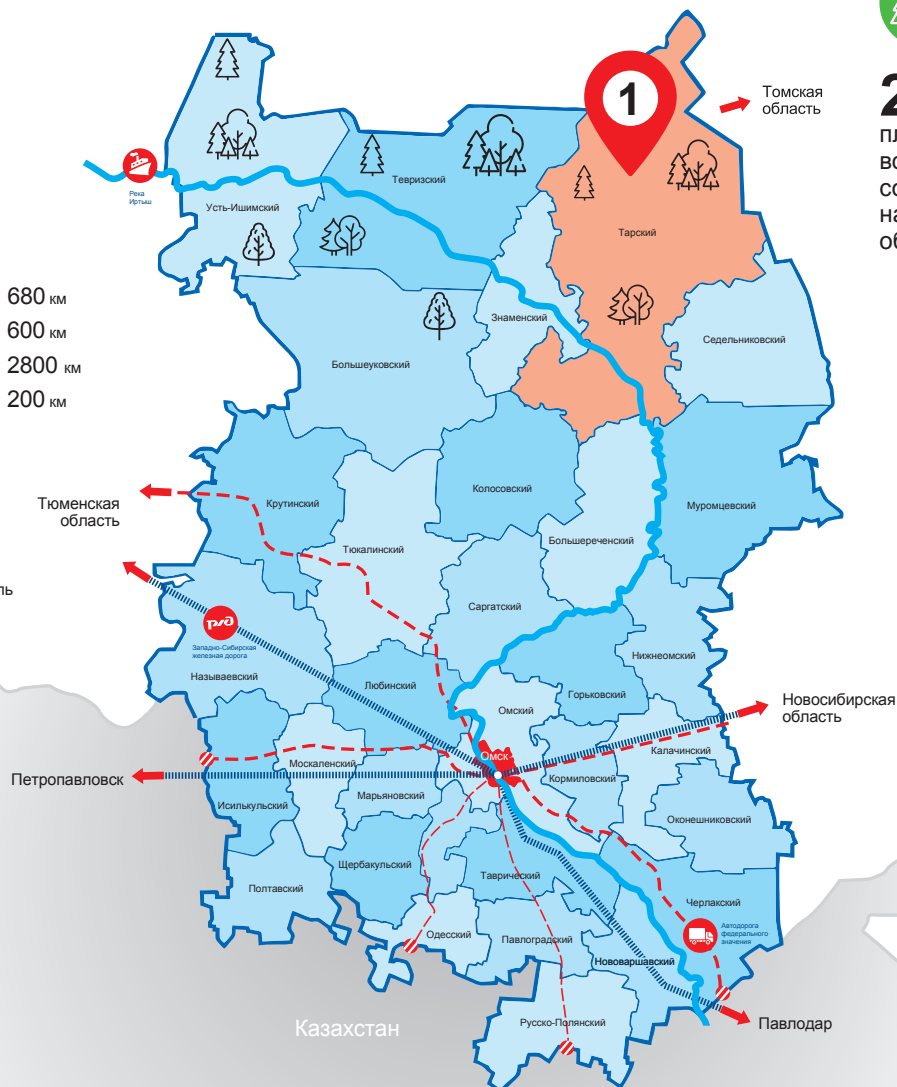 1
Томская
область
2
Река
Иртыш
Тевризский
Усть-Ишимский
Тарский
680 км
600 км
2800 км
200 км
Знаменский
Седельниковский
Большеуковский
Тюменская
область
Крутинский
Колосовский
Муромцевский
Тюкалинский
Большереченский
Саргатский
ржд
Западно-Сибирская
железная дорога
Называевский
Нижнеомский
Любинский
Горьковский
Омский
Новосибирская
область
Омск
Калачинский
Москаленский
Петропавловск
Кормиловский
Марьяновский
Исилькульский
Оконешниковский
Щербакульский
Таврический
Полтавский
Черлакский
Автодорога
федерального
значения
Одесский
Павлоградский
Нововаршавский
Русско-Полянский
Казахстан
Павлодар